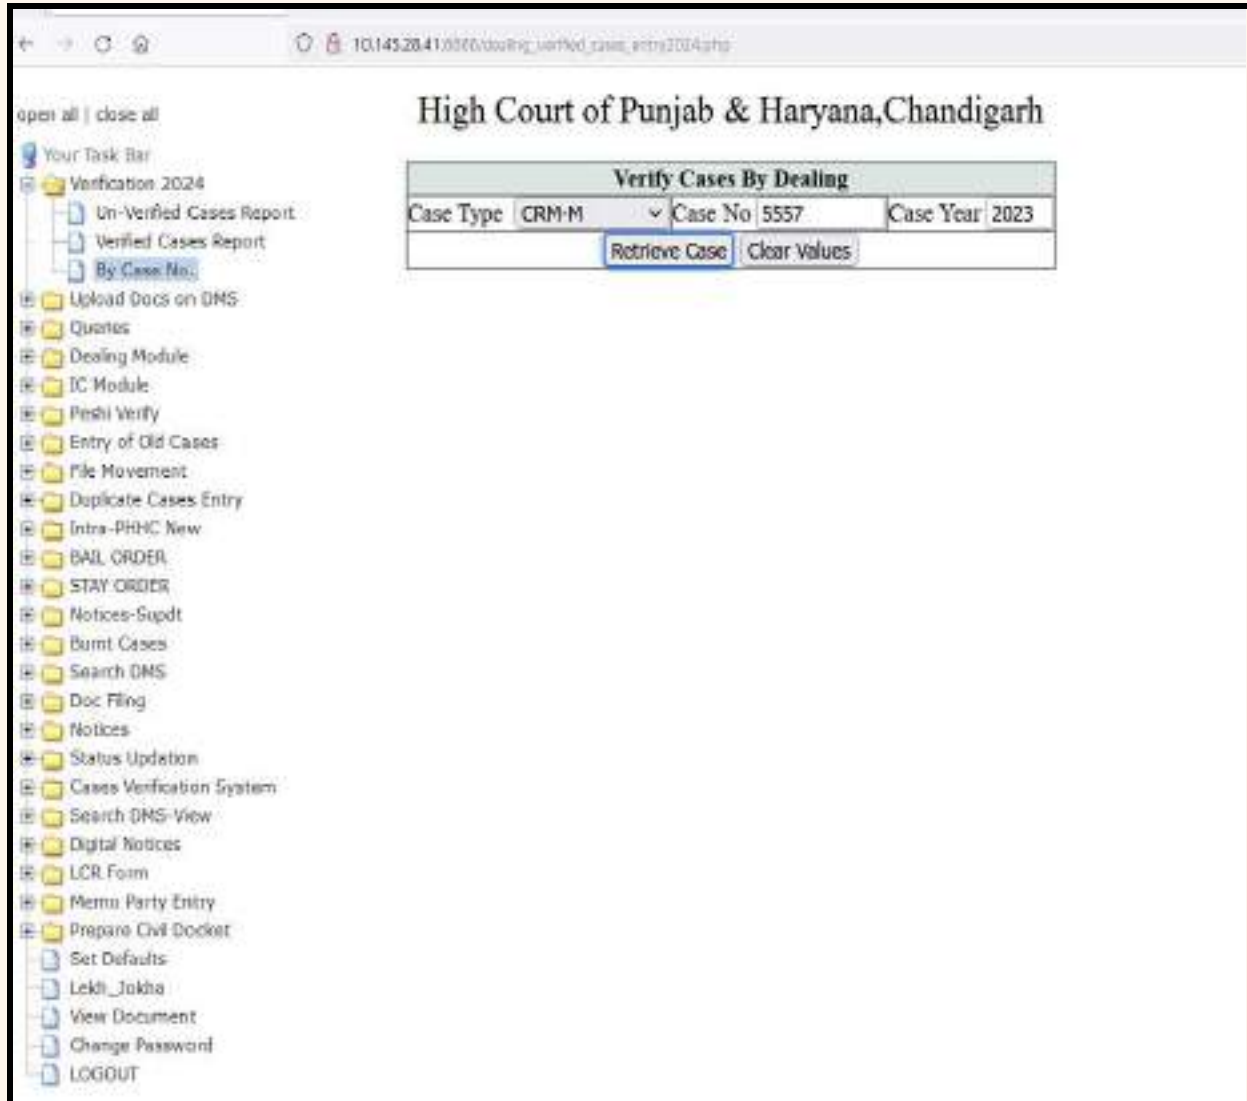 10.145.28.41
open all | close all
High Court of Punjab & Haryana,Chandigarh
Your Task Bar
Verification 2024
Un-Verified Cases Report
Verified Cases Report
By Case No.
Verify Cases By Dealing
Case Type CRM-M Case No 5557 Case Year 2023
Retrieve Case Clear Values
Upload Docs on DMS
Queries
Dealing Module
IC Module
Peshi Verify
Entry of Old Cases
File Movement
Duplicate Cases Entry
Intra-PHHC New
BAIL ORDER
STAY ORDER
Notices-Supdt
Burnt Cases
Search DMS
Doc Filing
Notices
Status Updation
Cases Verification System
Search DMS-View
Digital Notices
LCR Form
Memo Party Entry
Prepare Civil Docket
Set Defaults
Lekh_Jokha
View Document
Change Password
LOGOUT